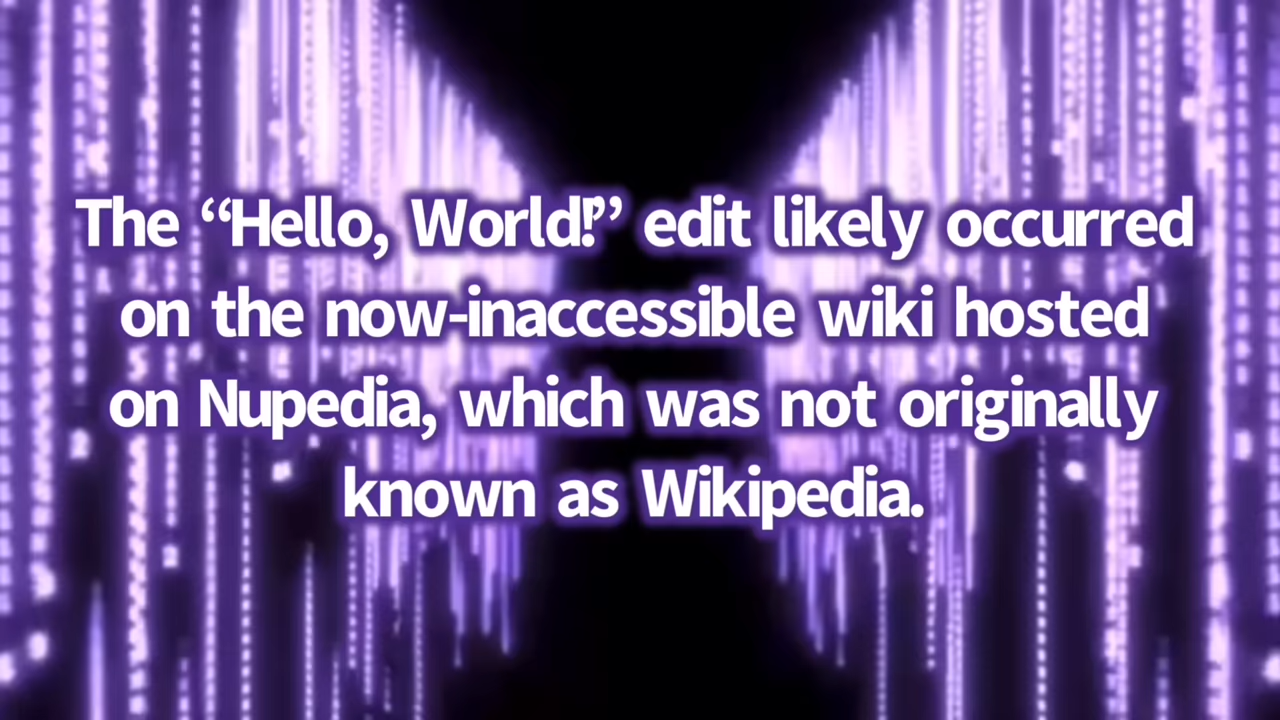 The “Hello, World!” edit likely occurred
on the now-inaccessible wiki hosted
on Nupedia, which was not originally
known as Wikipedia.